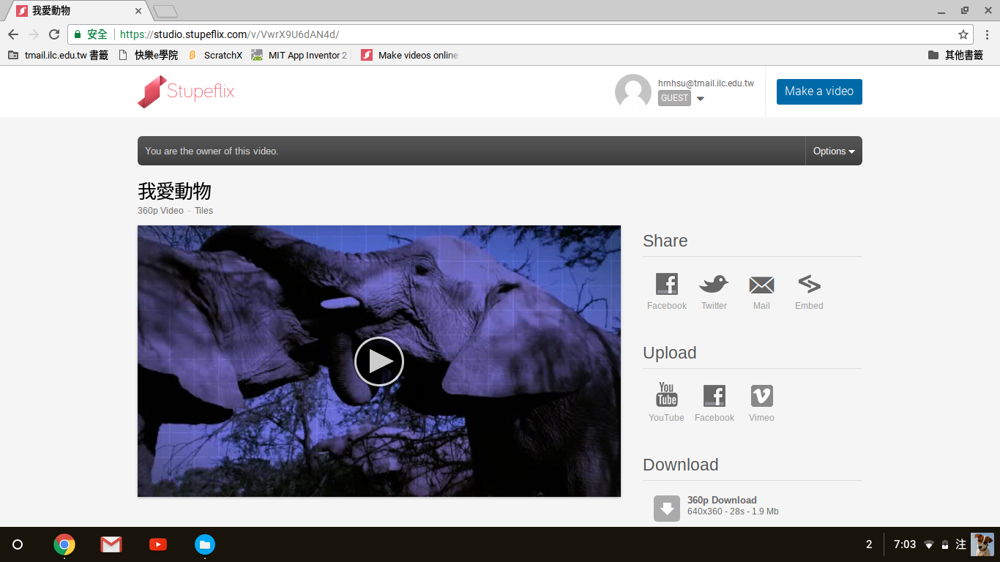 我愛動物
安全 https://studio.stupeflix.com/v/VwrX9U6dAN4d/
tmail.ilc.edu.tw 書籤 快樂e學院 ScratchX MIT App Inventor 2 Make videos online 其他書籤
Stupeflix
hmhsu@tmail.ilc.edu.tw
GUEST
Make a video
You are the owner of this video. Options
我愛動物
360p Video – Tiles
Share
Facebook Twitter Mail Embed
Upload
You Tube
YouTube Facebook Vimeo
Download
360p Download
640x360 - 28s - 1.9 Mb
2 7:03 注